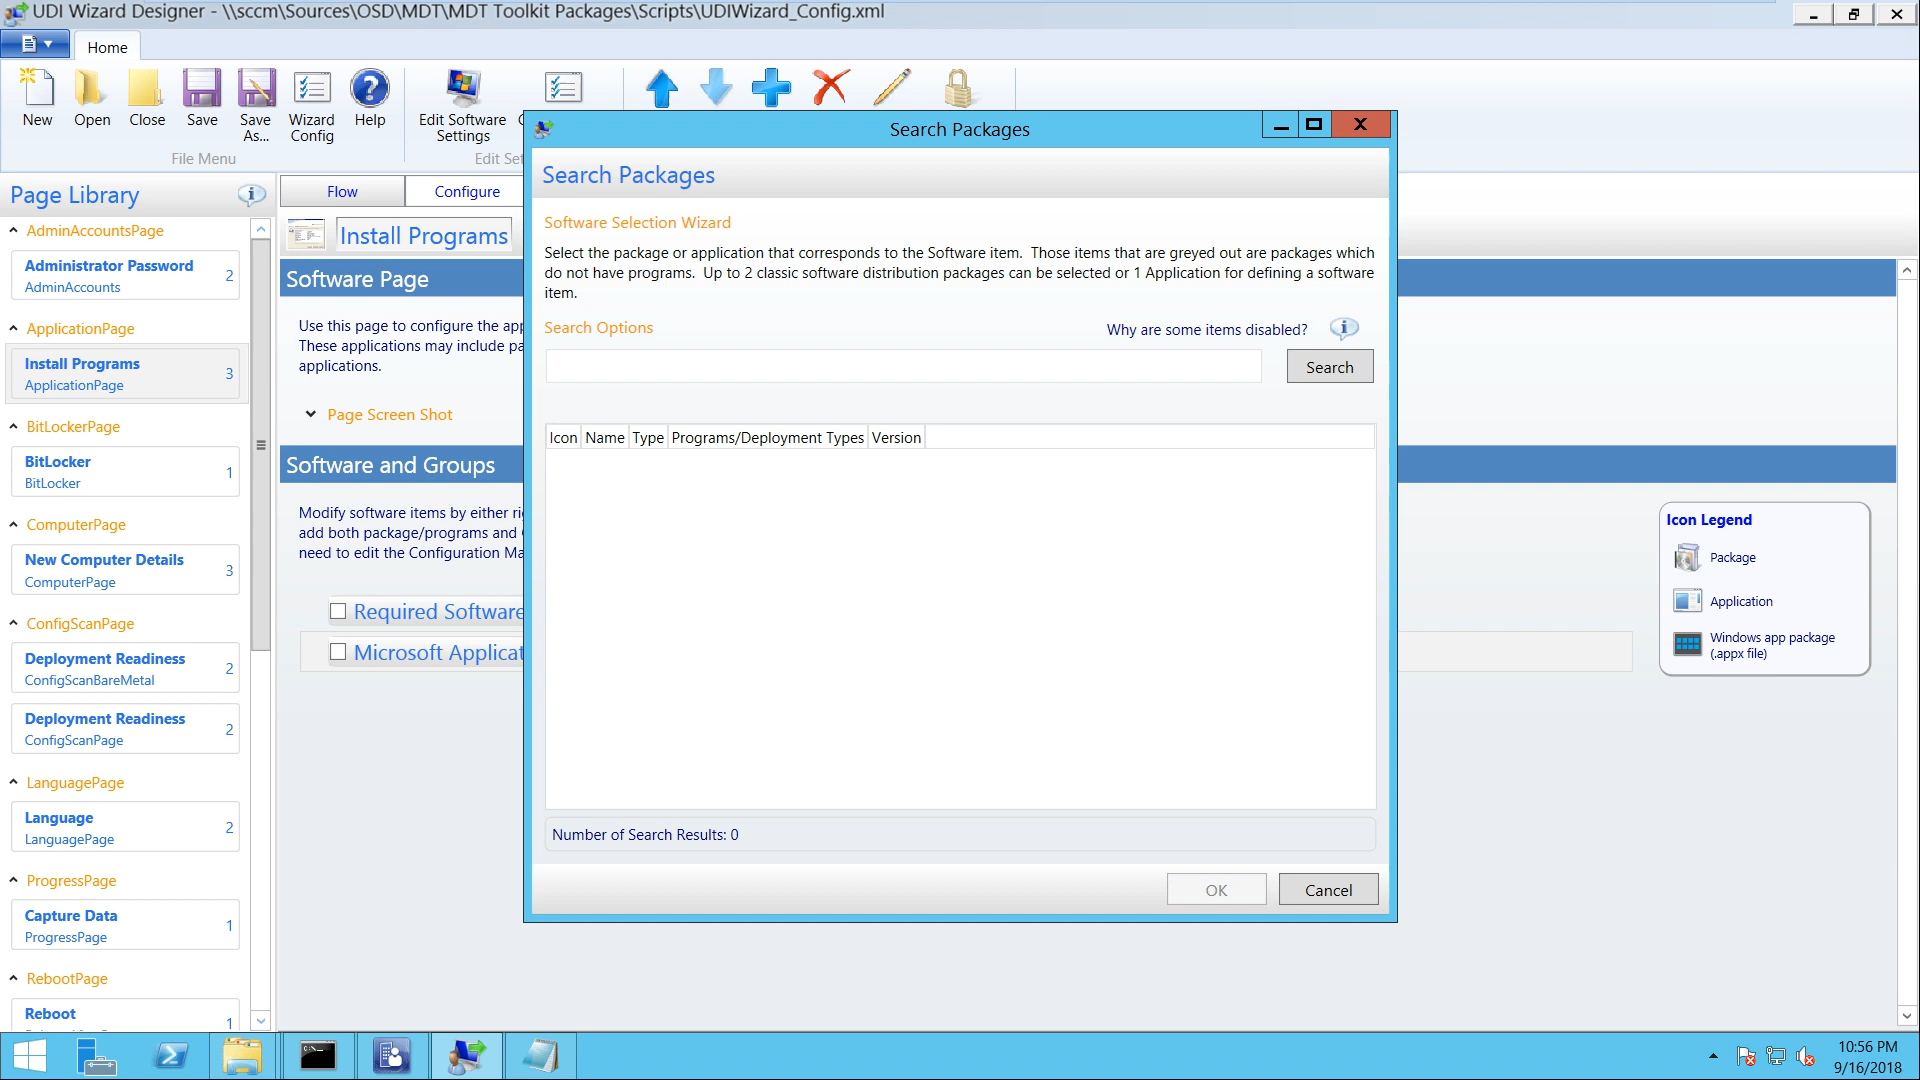 UDI Wizard Designer - \\sccm\Sources\OSD\MDT\MDT Toolkit Packages\Scripts\UDIWizard_Config.xml
Home
New
Open
Close
Save
Save As...
Wizard Config
Help
Edit Software Settings
File Menu
Edit Set
Page Library
Flow
Configure
AdminAccountsPage
Administrator Password
AdminAccounts
2
ApplicationPage
Install Programs
ApplicationPage
3
BitLockerPage
BitLocker
BitLocker
1
ComputerPage
New Computer Details
ComputerPage
3
ConfigScanPage
Deployment Readiness
ConfigScanBareMetal
2
Deployment Readiness
ConfigScanPage
2
LanguagePage
Language
LanguagePage
2
ProgressPage
Capture Data
ProgressPage
1
RebootPage
Reboot
1
Install Programs
Software Page
Use this page to configure the app
These applications may include pa
applications.
Page Screen Shot
Software and Groups
Modify software items by either ri
add both package/programs and
need to edit the Configuration Ma
Required Software
Microsoft Applicat
Search Packages
Search Packages
Software Selection Wizard
Select the package or application that corresponds to the Software item. Those items that are greyed out are packages which
do not have programs. Up to 2 classic software distribution packages can be selected or 1 Application for defining a software
item.
Search Options
Why are some items disabled?
Search
Icon Name Type Programs/Deployment Types Version
Number of Search Results: 0
OK
Cancel
Icon Legend
Package
Application
Windows app package
(.appx file)
10:56 PM
9/16/2018